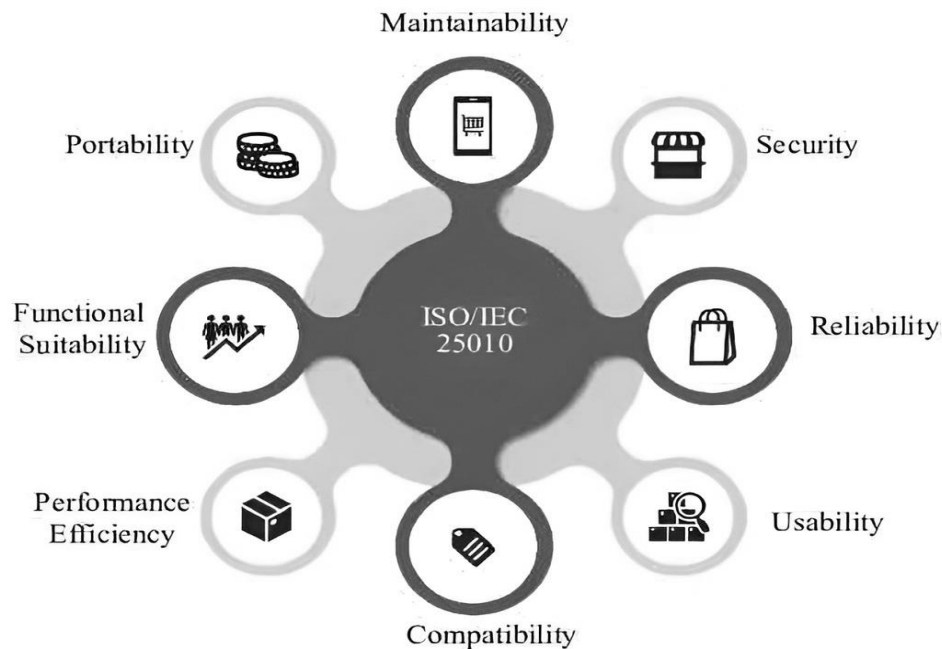 Maintainability
Portability
Security
Functional
Suitability
ISO/IEC
25010
Reliability
Performance
Efficiency
Usability
Compatibility